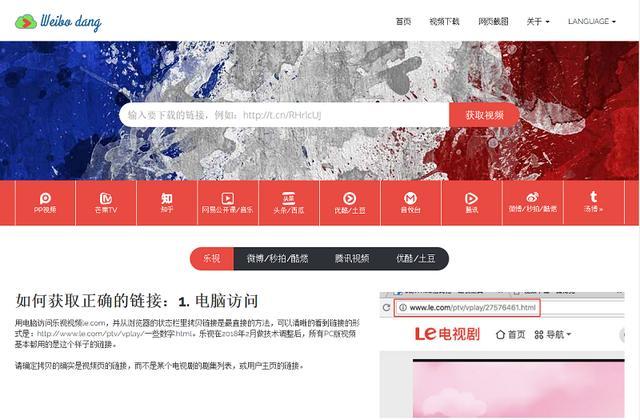 Weibo dang
首页 视频下载 网页截图 关于 LANGUAGE
输入要下载的链接，例如：http://t.cn/RHrlcUJ 获取视频
PP视频 芒果TV 知乎 网易公开课/音乐 头条/西瓜 优酷/土豆 音悦台 腾讯 微博/秒拍/酷燃 汤博 »
乐视 微博/秒拍/酷燃 腾讯视频 优酷/土豆
如何获取正确的链接：1. 电脑访问
用电脑访问乐视视频le.com，并从浏览器的状态栏里拷贝链接是最直接的方法，可以清晰的看到链接的形
式是：http://www.le.com/ptv/vplay/一些数字.html。乐视在2018年2月做技术调整后，所有PC版视频
基本都用的是这个样子的链接。
请确定拷贝的确实是视频页的链接，而不是某个电视剧的剧集列表，或用户主页的链接。
www.le.com/ptv/vplay/27576461.html
Le 电视剧 首页 导航